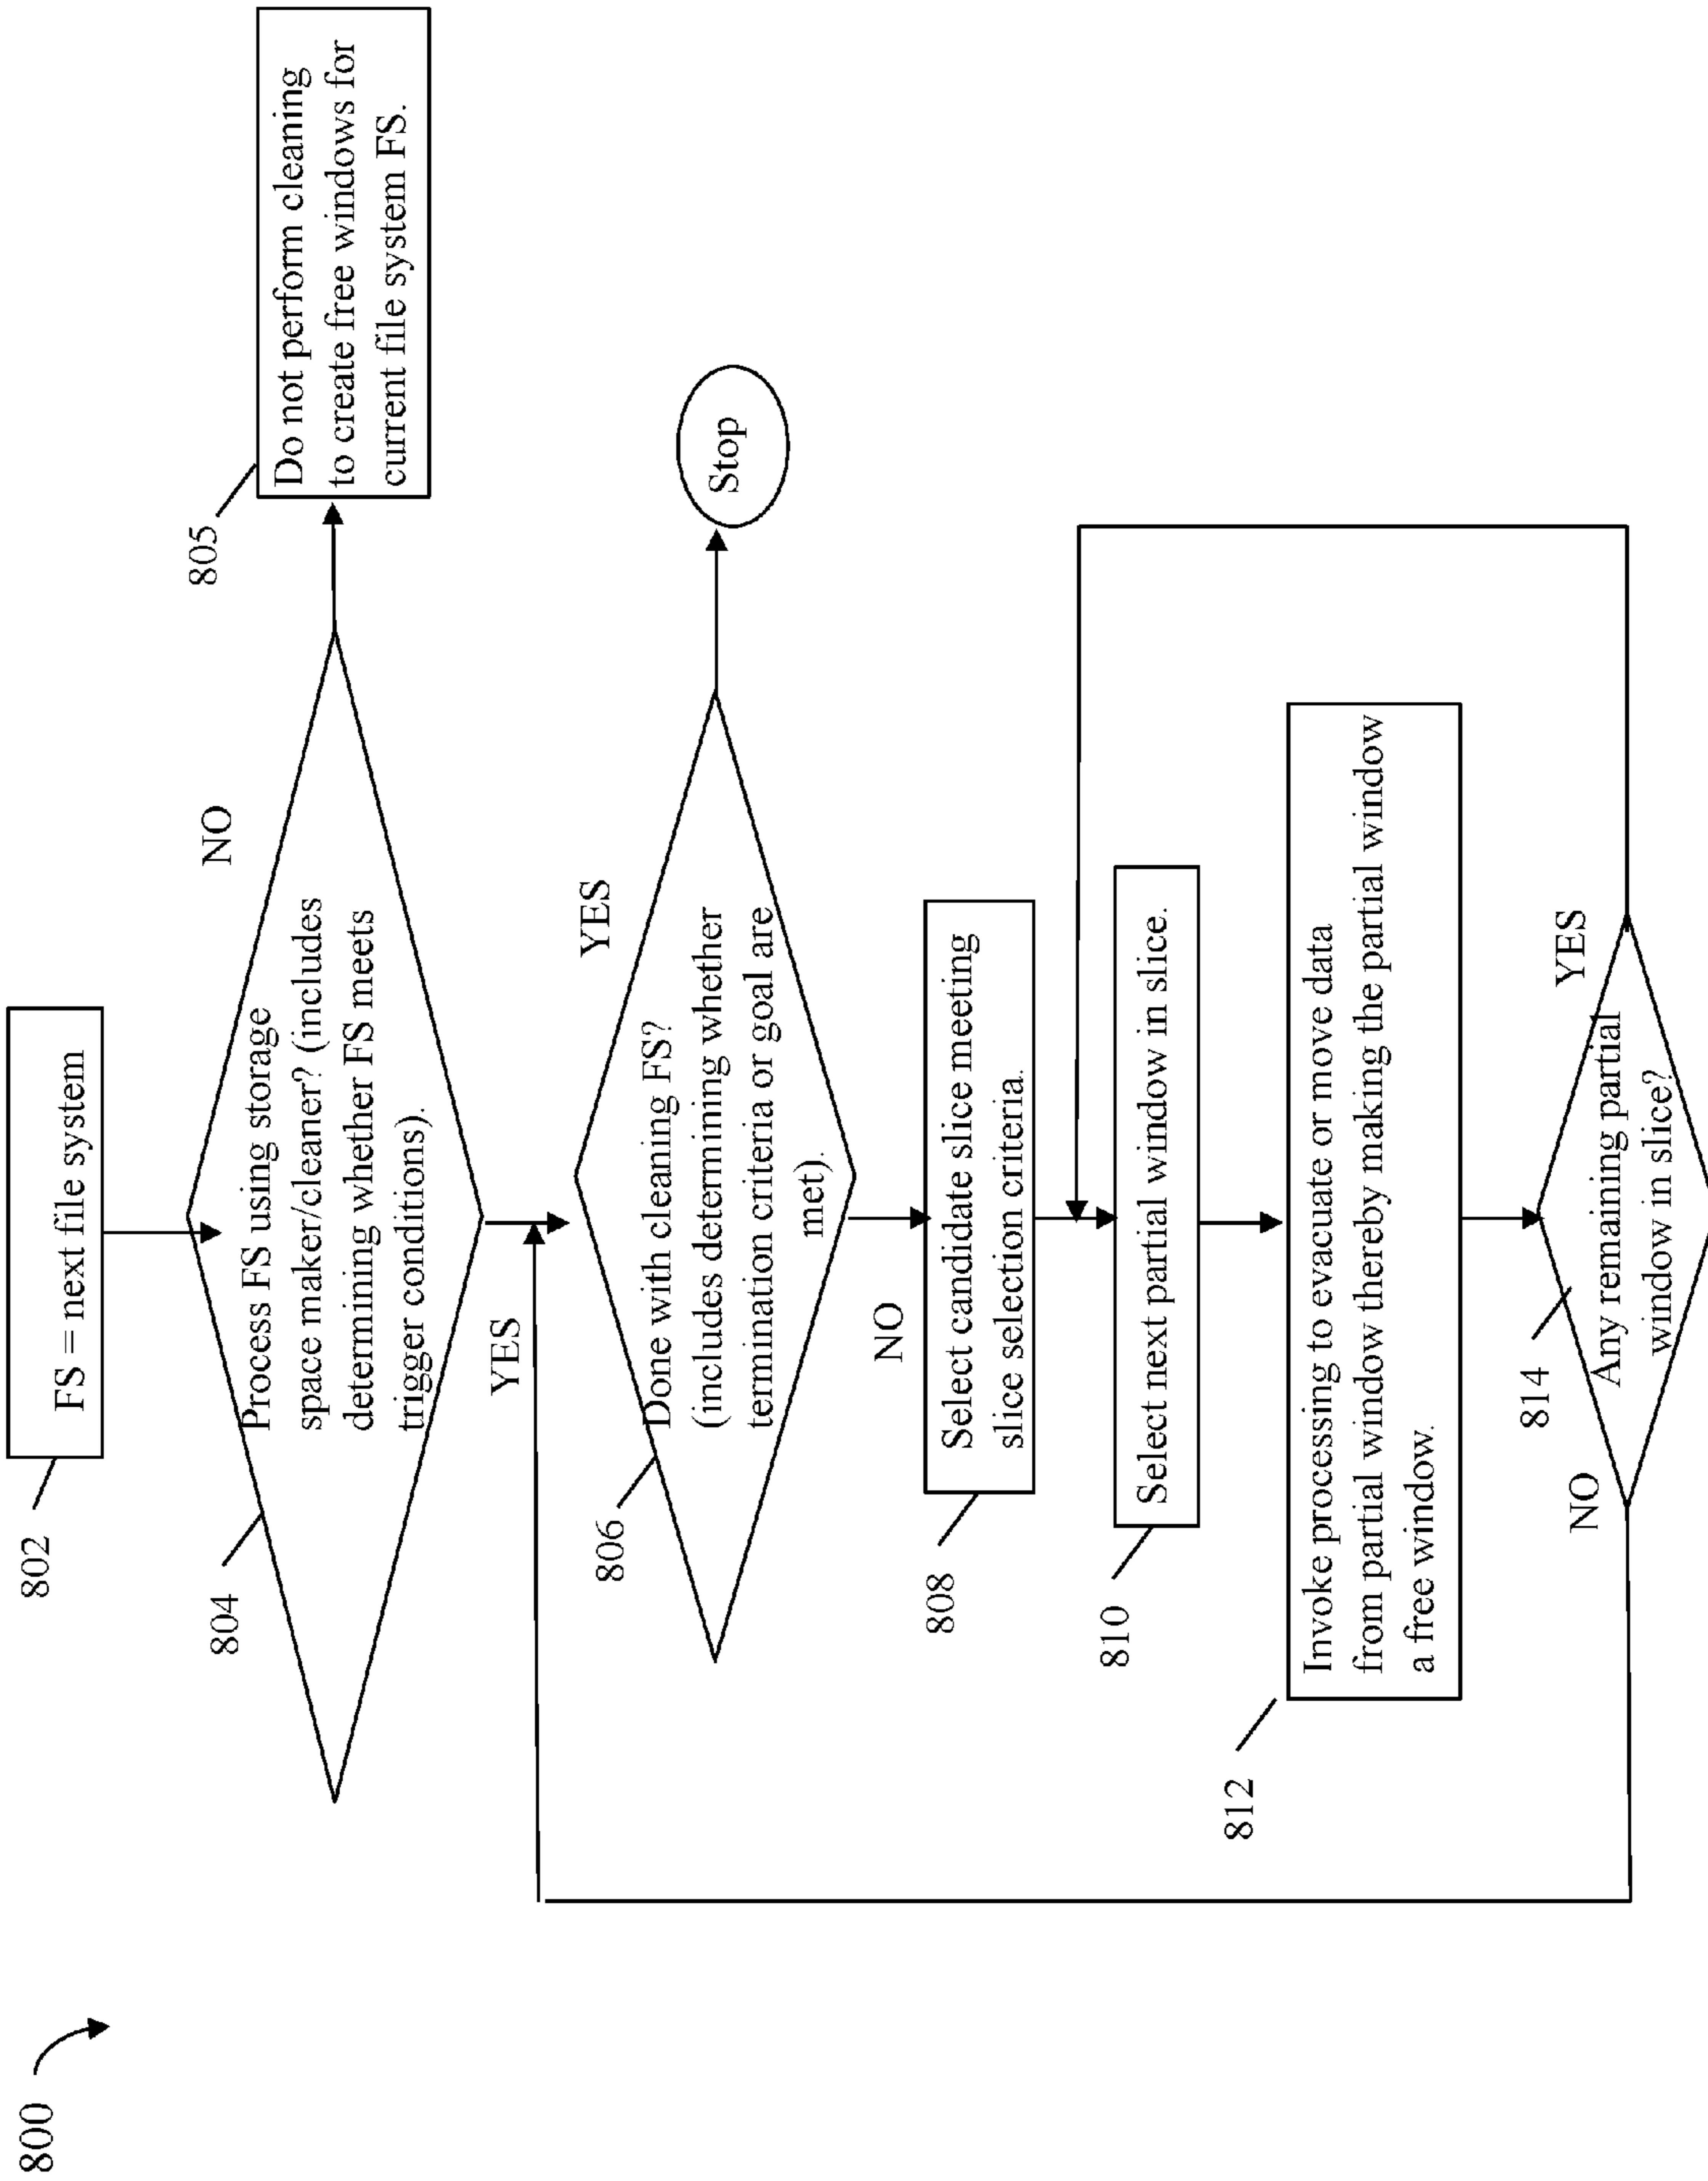 800
802
FS = next file system
804
Process FS using storage
space maker/cleaner? (includes
determining whether FS meets
trigger conditions).
NO
805
Do not perform cleaning
to create free windows for
current file system FS.
YES
806
Done with cleaning FS?
(includes determining whether
termination criteria or goal are
met).
YES
Stop
NO
808
Select candidate slice meeting
slice selection criteria.
810
Select next partial window in slice.
812
Invoke processing to evacuate or move data
from partial window thereby making the partial window
a free window.
814
Any remaining partial
window in slice?
NO
YES